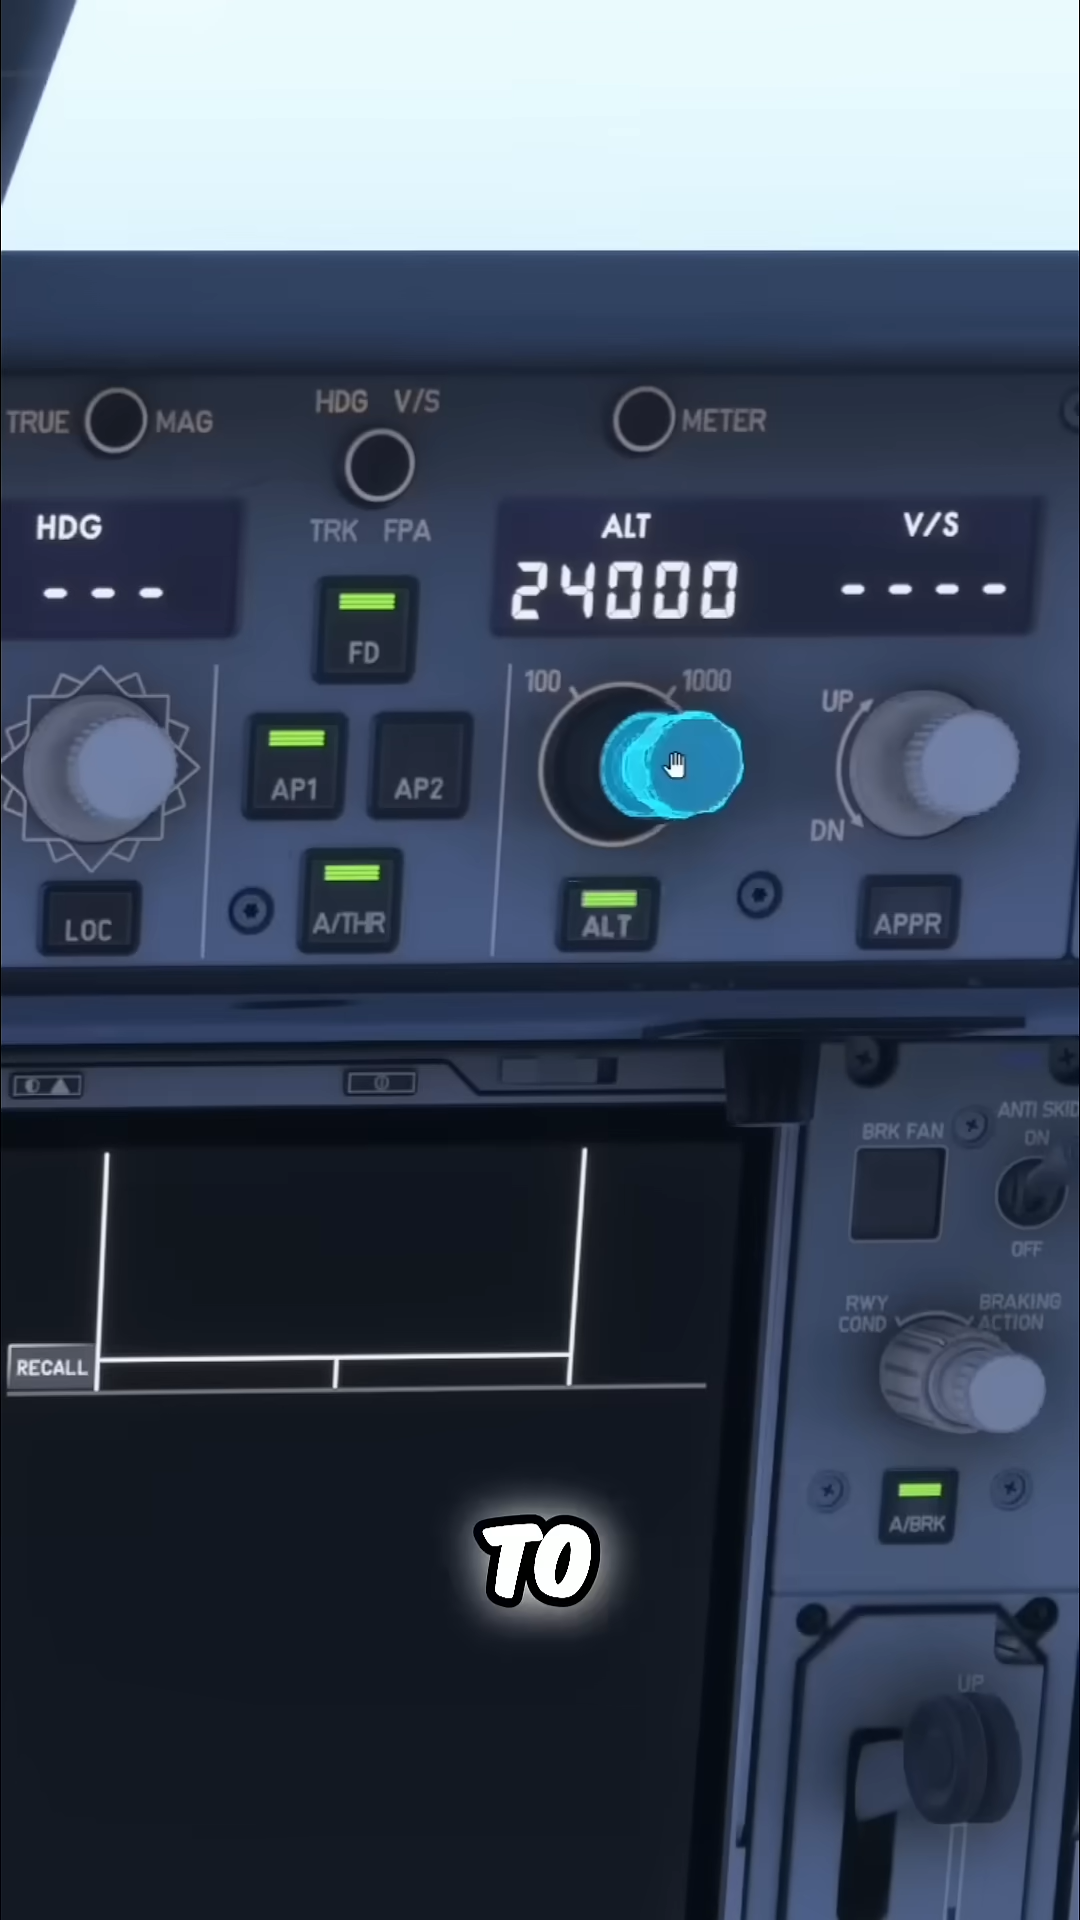 HDG V/S
TRUE MAG
METER
TRK FPA
HDG
---
ALT
24000
V/S
----
FD
100 1000
UP
DN
AP1
AP2
LOC
A/THR
ALT
APPR
ANTI SKID
ON
OFF
BRK FAN
RWY
COND
BRAKING
ACTION
RECALL
A/BRK
TO
UP